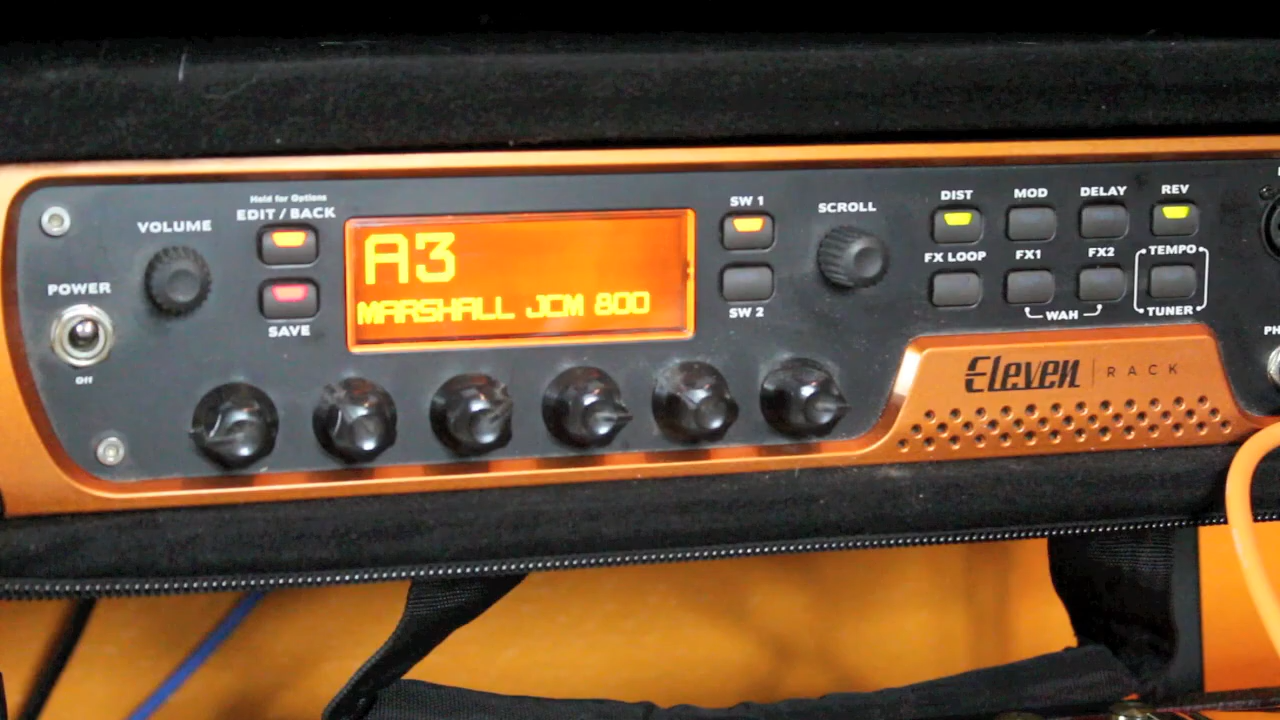 VOLUME
POWER
Off
Hold for Options
EDIT / BACK
SAVE
A3
MARSHALL JCM 800
SW 1
SW 2
SCROLL
DIST MOD DELAY REV
FX LOOP FX1 FX2 TEMPO
WAH TUNER
Eleven RACK